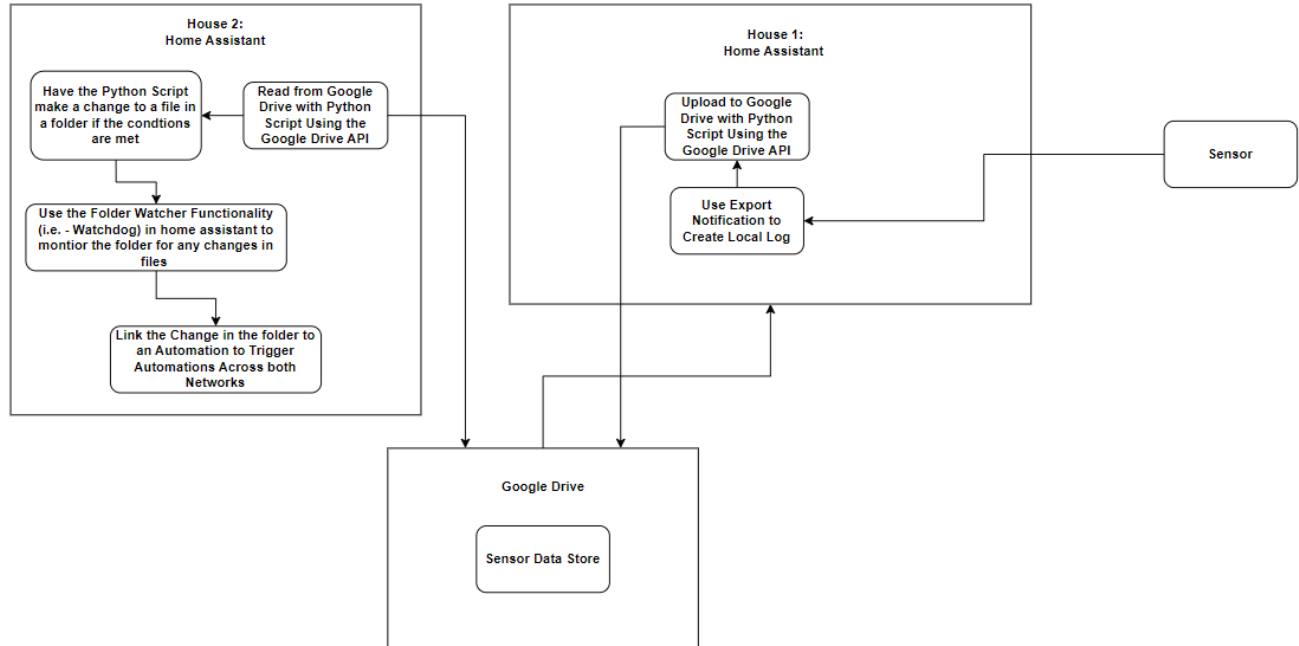 House 2:
Home Assistant
Have the Python Script
make a change to a file in
a folder if the condtions
are met
Read from Google
Drive with Python
Script Using the
Google Drive API
Use the Folder Watcher Functionality
(i.e. - Watchdog) in home assistant to
montior the folder for any changes in
files
Link the Change in the folder to
an Automation to Trigger
Automations Across both
Networks
House 1:
Home Assistant
Upload to Google
Drive with Python
Script Using the
Google Drive API
Use Export
Notification to
Create Local Log
Sensor
Google Drive
Sensor Data Store